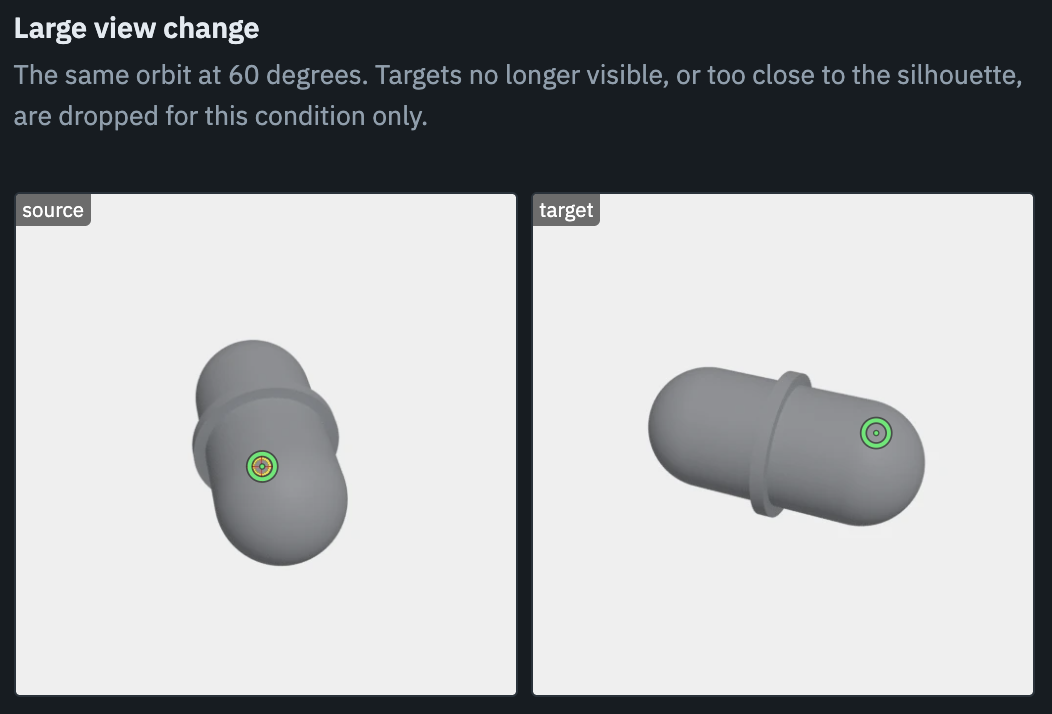 Large view change
The same orbit at 60 degrees. Targets no longer visible, or too close to the silhouette,
are dropped for this condition only.
source
target